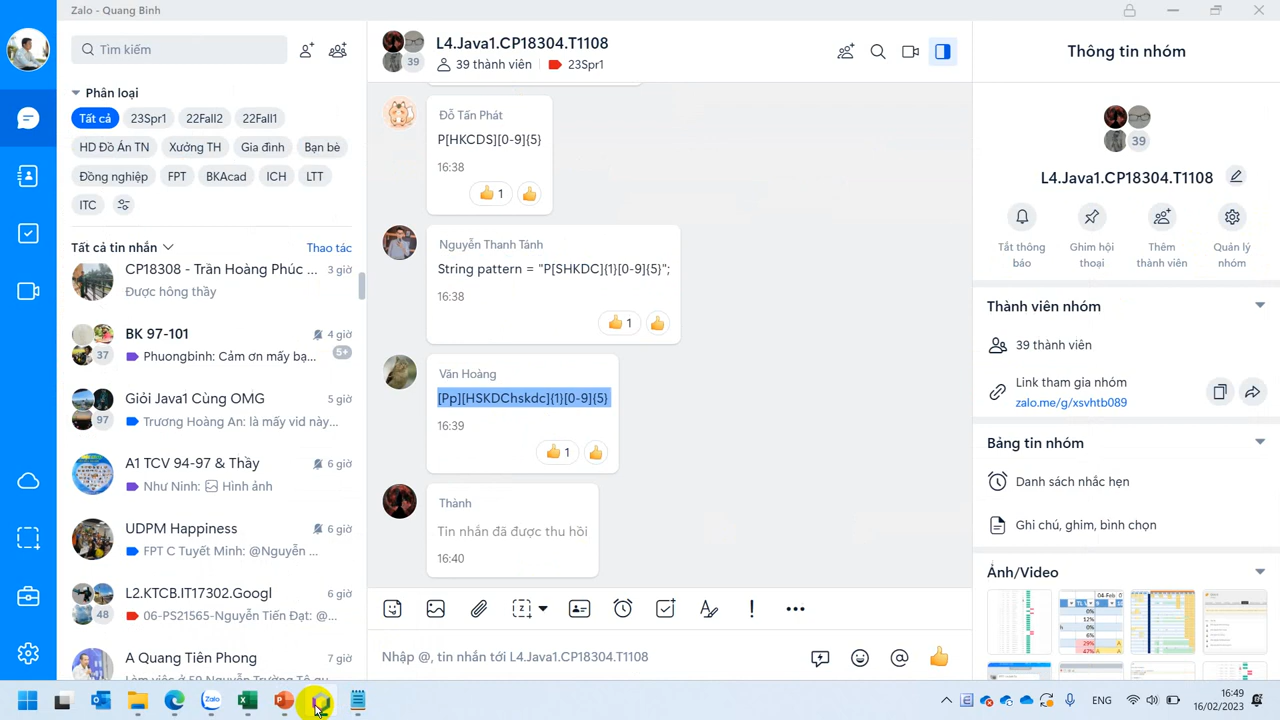 Zalo - Quang Bình
Tìm kiếm
Phân loại
Tất cả
23Spr1
22Fall2
22Fall1
HD Đồ Án TN
Xưởng TH
Gia đình
Bạn bè
Đồng nghiệp
FPT
BKAcad
ICH
LTT
ITC
Tất cả tin nhắn
Thao tác
CP18308 - Trần Hoàng Phúc ...
3 giờ
Được hông thầy
BK 97-101
4 giờ
37
Phuongbinh: Cảm ơn mấy bạ...
5+
Giỏi Java1 Cùng OMG
5 giờ
97
Trương Hoàng An: là mấy vid này...
A1 TCV 94-97 & Thầy
6 giờ
Như Ninh: Hình ảnh
UDPM Happiness
6 giờ
FPT C Tuyết Minh: @Nguyễn ...
L2.KTCB.IT17302.Googl
6 giờ
48
06-PS21565-Nguyễn Tiến Đạt: @...
A Quang Tiên Phong
7 giờ
L4.Java1.CP18304.T1108
39
39 thành viên
23Spr1
Đỗ Tấn Phát
P[HKCDS][0-9]{5}
16:38
1
Nguyễn Thanh Tánh
String pattern = "P[SHKDC]{1}[0-9]{5}";
16:38
1
Văn Hoàng
[Pp][HSKDChskdc]{1}[0-9]{5}
16:39
1
Thành
Tin nhắn đã được thu hồi
16:40
Nhập @, tin nhắn tới L4.Java1.CP18304.T1108
Thông tin nhóm
39
L4.Java1.CP18304.T1108
Tắt thông báo
Ghim hội thoại
Thêm thành viên
Quản lý nhóm
Thành viên nhóm
39 thành viên
Link tham gia nhóm
zalo.me/g/xsvhtb089
Bảng tin nhóm
Danh sách nhắc hẹn
Ghi chú, ghim, bình chọn
Ảnh/Video
Zalo
ENG
16:49
16/02/2023